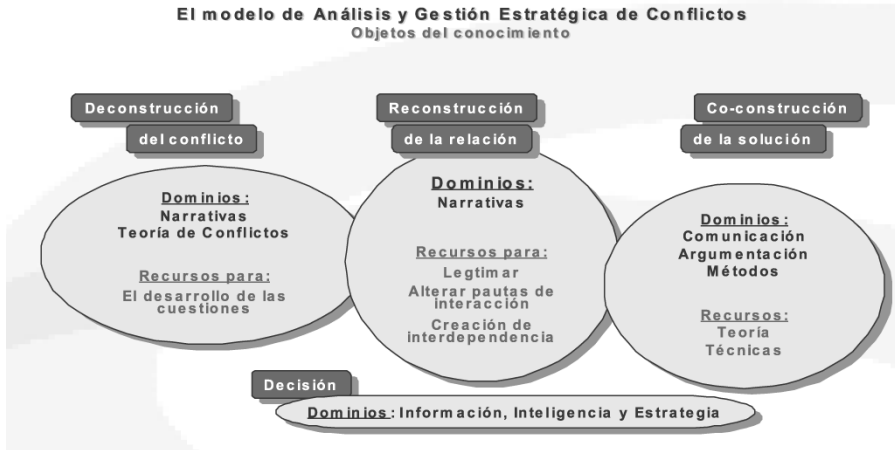 El modelo de Análisis y Gestión Estratégica de Conflictos
Objetos del conocimiento
Deconstrucción
del conflicto
Dominios:
Narrativas
Teoría de Conflictos
Recursos para:
El desarrollo de las
cuestiones
Reconstrucción
de la relación
Dominios:
Narrativas
Recursos para:
Legtimar
Alterar pautas de
interacción
Creación de
interdependencia
Co-construcción
de la solución
Dominios:
Comunicación
Argumentación
Métodos
Recursos:
Teoría
Técnicas
Decisión
Dominios: Información, Inteligencia y Estrategia